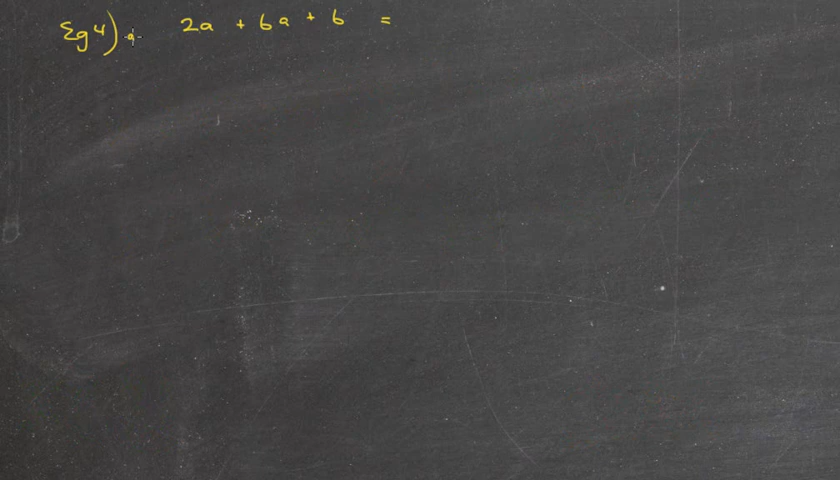 Eg 4): 2a + 6a + 6 =